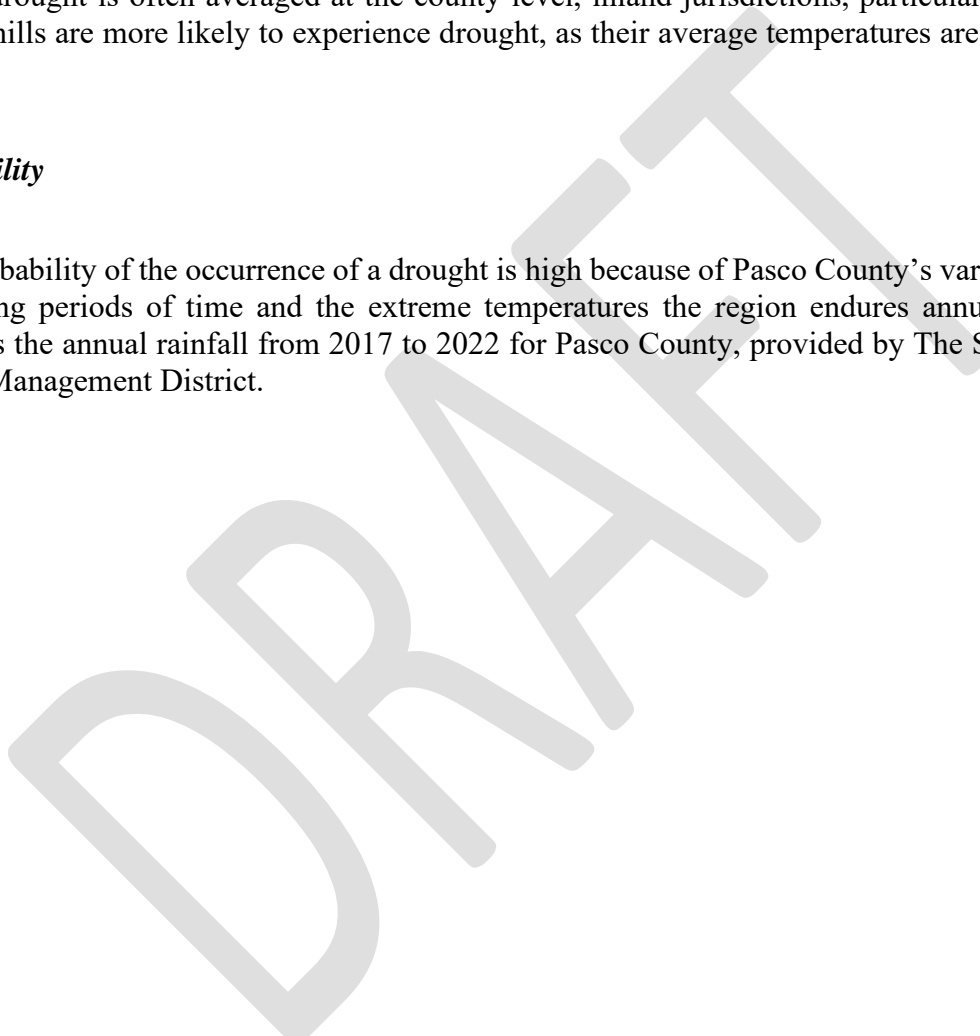 drought is often averaged at the county level, inland jurisdictions, particular
hills are more likely to experience drought, as their average temperatures are
ility
bability of the occurrence of a drought is high because of Pasco County’s var
ng periods of time and the extreme temperatures the region endures annu
s the annual rainfall from 2017 to 2022 for Pasco County, provided by The S
Management District.
DRAFT